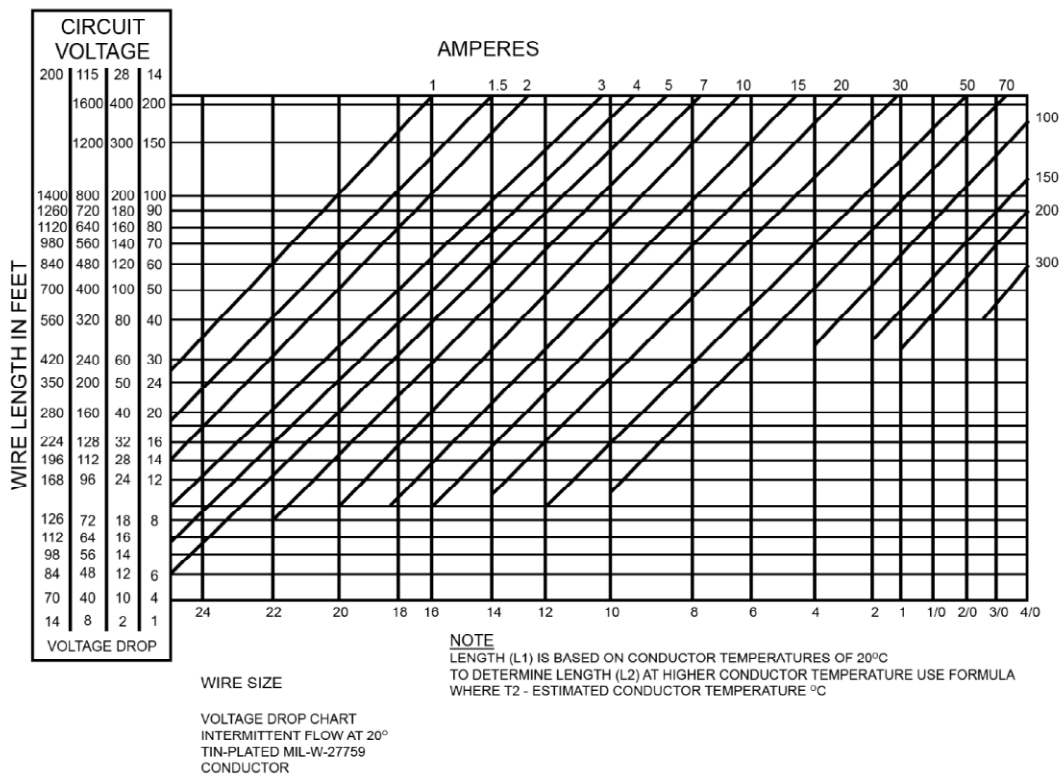 CIRCUIT
VOLTAGE
AMPERES
200 115 28 14
1 1.5 2 3 4 5 7 10 15 20 30 50 70
1600 400 200
100
1200 300 150
150
1400 800 200 100
1260 720 180 90
200
1120 640 160 80
980 560 140 70
840 480 120 60
300
700 400 100 50
560 320 80 40
420 240 60 30
350 200 50 24
280 160 40 20
224 128 32 16
196 112 28 14
168 96 24 12
126 72 18 8
112 64 16
98 56 14
84 48 12 6
70 40 10 4
14 8 2 1
WIRE LENGTH IN FEET
24 22 20 18 16 14 12 10 8 6 4 2 1 1/0 2/0 3/0 4/0
VOLTAGE DROP
NOTE
LENGTH (L1) IS BASED ON CONDUCTOR TEMPERATURES OF 20⁰C
TO DETERMINE LENGTH (L2) AT HIGHER CONDUCTOR TEMPERATURE USE FORMULA
WHERE T2 - ESTIMATED CONDUCTOR TEMPERATURE ⁰C
WIRE SIZE
VOLTAGE DROP CHART
INTERMITTENT FLOW AT 20⁰
TIN-PLATED MIL-W-27759
CONDUCTOR